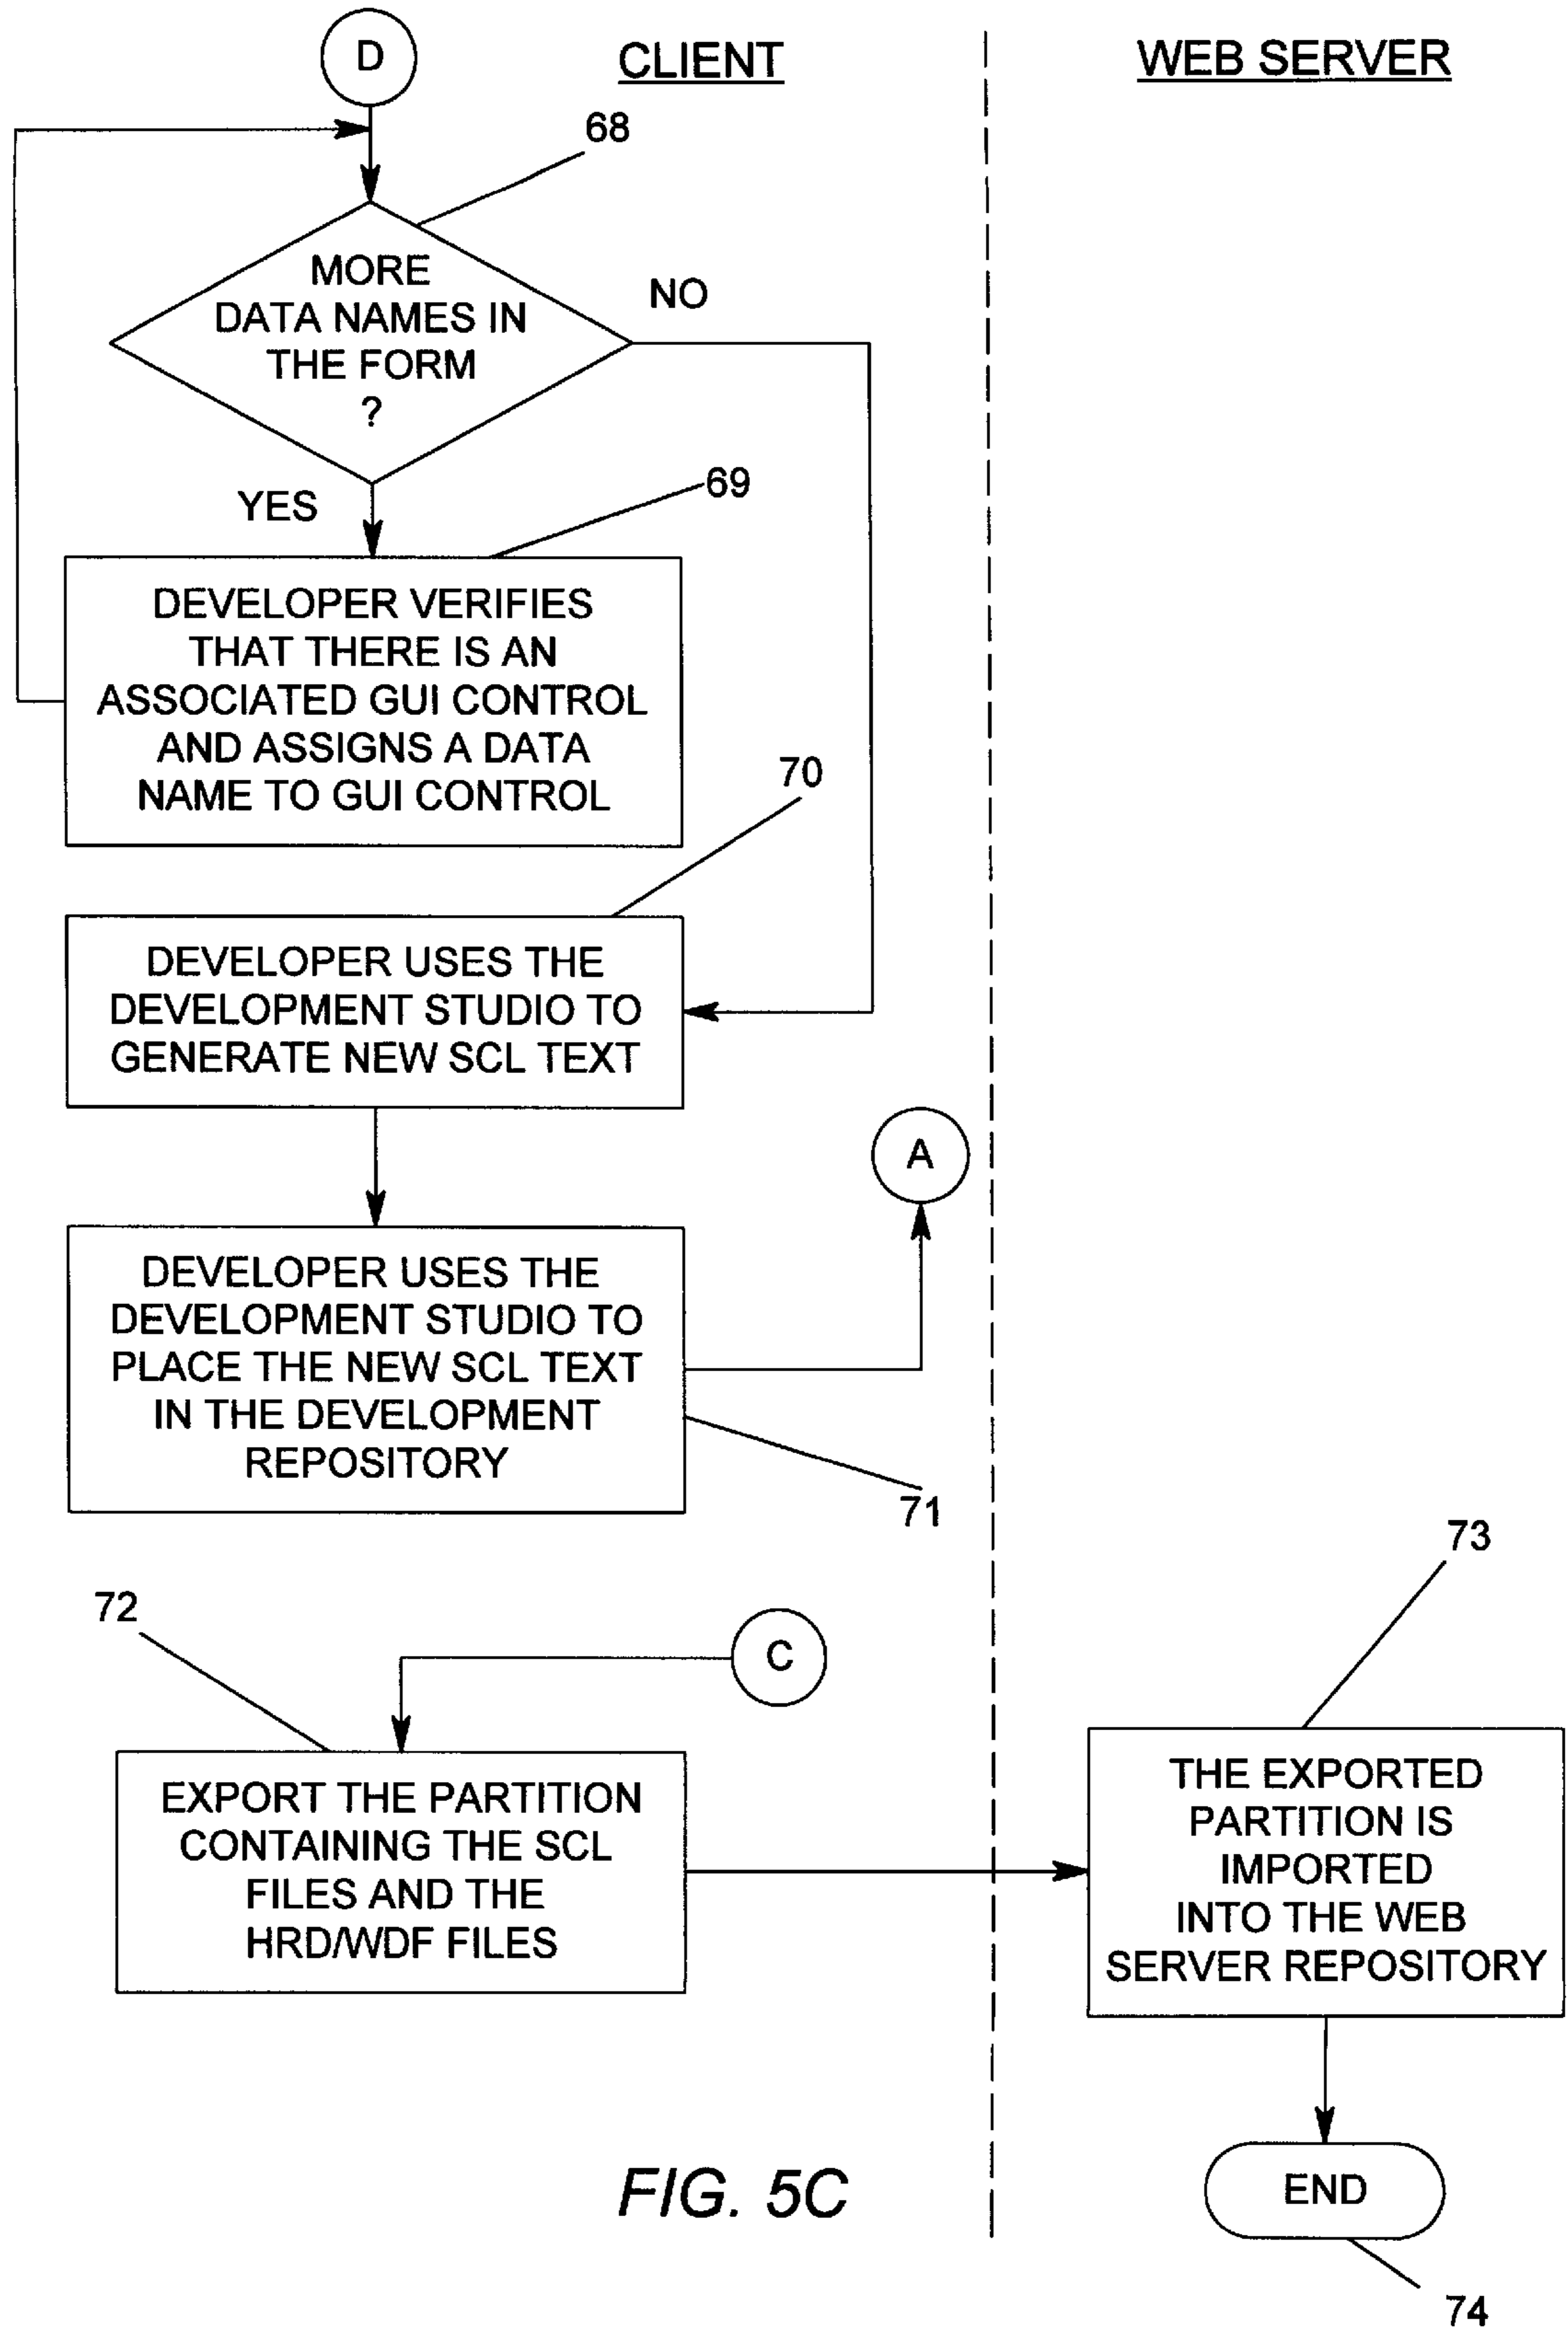 D
CLIENT
WEB SERVER
68
MORE
DATA NAMES IN
THE FORM
?
NO
YES
69
DEVELOPER VERIFIES
THAT THERE IS AN
ASSOCIATED GUI CONTROL
AND ASSIGNS A DATA
NAME TO GUI CONTROL
70
DEVELOPER USES THE
DEVELOPMENT STUDIO TO
GENERATE NEW SCL TEXT
A
DEVELOPER USES THE
DEVELOPMENT STUDIO TO
PLACE THE NEW SCL TEXT
IN THE DEVELOPMENT
REPOSITORY
71
72
C
EXPORT THE PARTITION
CONTAINING THE SCL
FILES AND THE
HRD/WDF FILES
73
THE EXPORTED
PARTITION IS
IMPORTED
INTO THE WEB
SERVER REPOSITORY
END
74
FIG. 5C